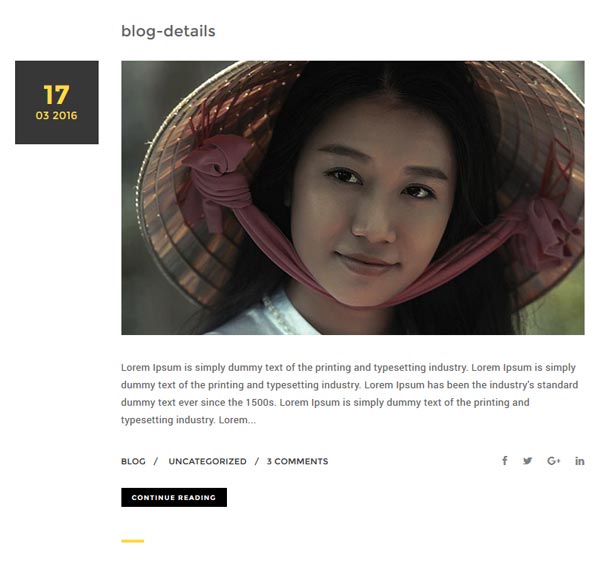 blog-details
17
03 2016
Lorem Ipsum is simply dummy text of the printing and typesetting industry. Lorem Ipsum is simply
dummy text of the printing and typesetting industry. Lorem Ipsum has been the industry's standard
dummy text ever since the 1500s. Lorem Ipsum is simply dummy text of the printing and
typesetting industry. Lorem...
BLOG / UNCATEGORIZED / 3 COMMENTS
CONTINUE READING